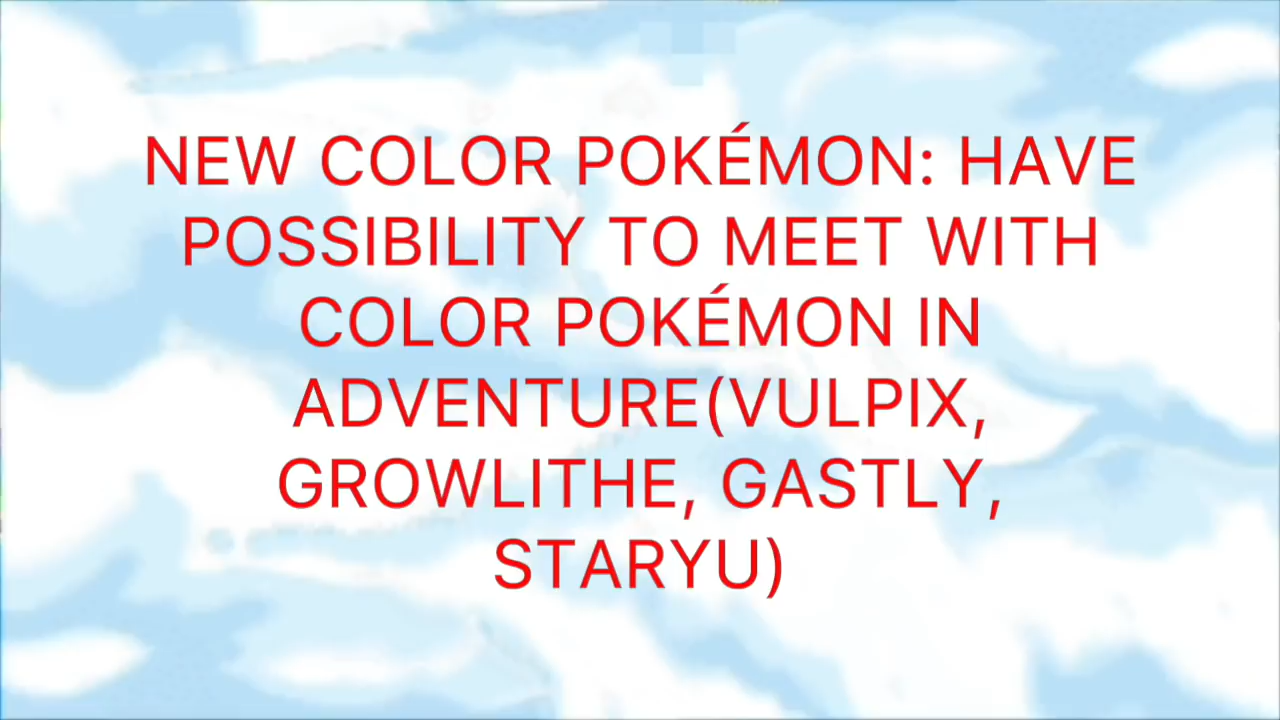 NEW COLOR POKÉMON: HAVE
POSSIBILITY TO MEET WITH
COLOR POKÉMON IN
ADVENTURE(VULPIX,
GROWLITHE, GASTLY,
STARYU)